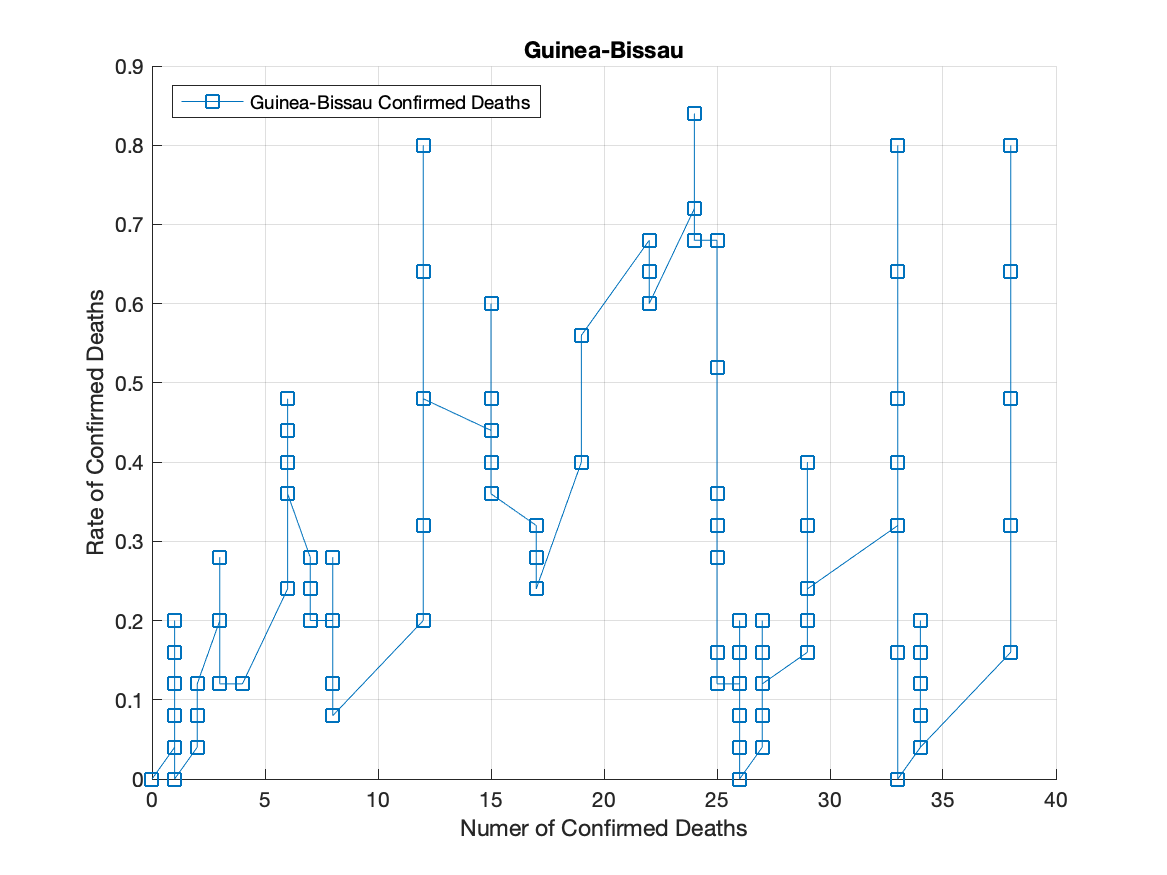 Guinea-Bissau
Guinea-Bissau Confirmed Deaths
Rate of Confirmed Deaths
0.9
0.8
0.7
0.6
0.5
0.4
0.3
0.2
0.1
0
0 5 10 15 20 25 30 35 40
Numer of Confirmed Deaths